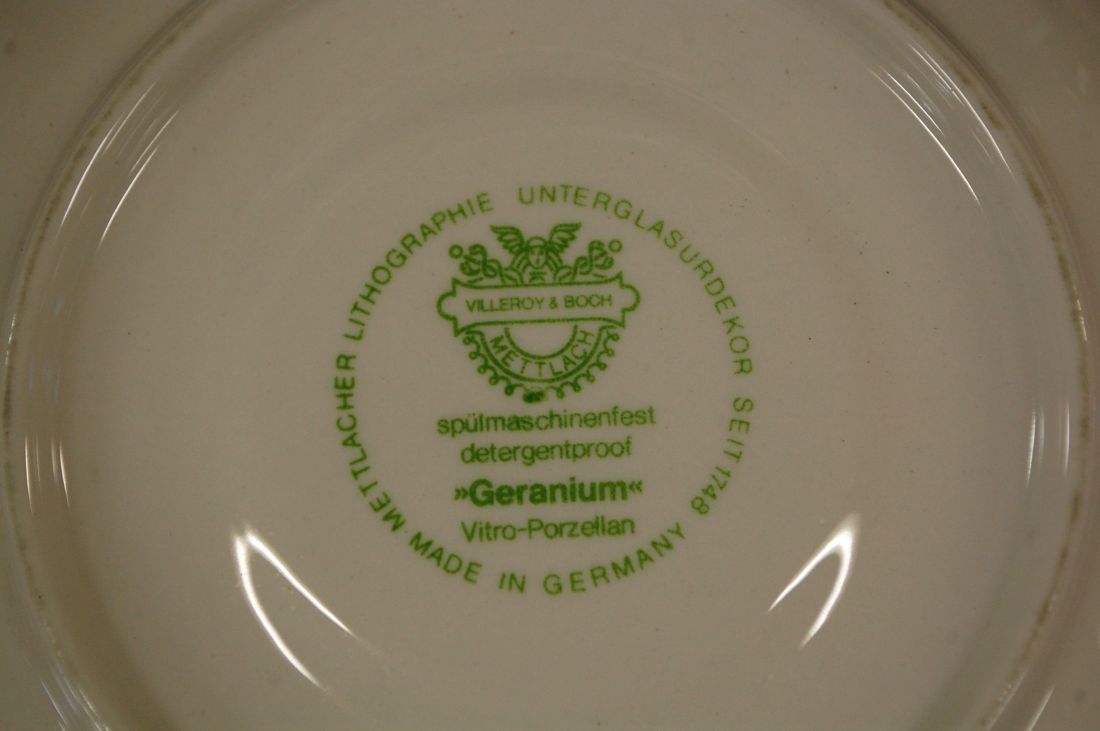 METTLACHER LITHOGRAPHIE UNTERGLASURDEKOR SEIT 1748
VILLEROY & BOCH
METTLACH
spülmaschinenfest
detergentproof
»Geranium«
Vitro-Porzellan
MADE IN GERMANY